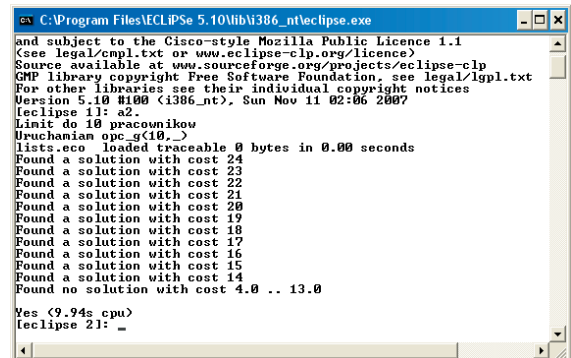 C:\Program Files\ECLiPSe 5.10\lib\i386_nt\eclipse.exe
and subject to the Cisco-style Mozilla Public Licence 1.1
(see legal/cmpl.txt or www.eclipse-clp.org/licence)
Source available at www.sourceforge.org/projects/eclipse-clp
GMP library copyright Free Software Foundation, see legal/lgpl.txt
For other libraries see their individual copyright notices
Version 5.10 #100 (i386_nt), Sun Nov 11 02:06 2007
[eclipse 1]: a2.
Limit do 10 pracownikow
Uruchamiam opc_g(10,_)
lists.eco  loaded traceable 0 bytes in 0.00 seconds
Found a solution with cost 24
Found a solution with cost 23
Found a solution with cost 22
Found a solution with cost 21
Found a solution with cost 20
Found a solution with cost 19
Found a solution with cost 18
Found a solution with cost 17
Found a solution with cost 16
Found a solution with cost 15
Found a solution with cost 14
Found no solution with cost 4.0 .. 13.0
Yes (9.94s cpu)
[eclipse 2]: _